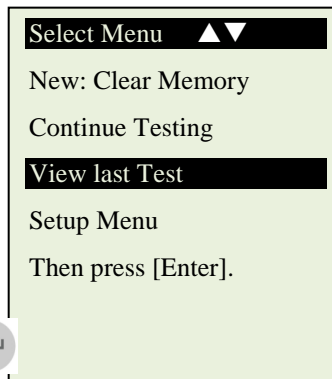 Select Menu ▲▼
New: Clear Memory
Continue Testing
View last Test
Setup Menu
Then press [Enter].